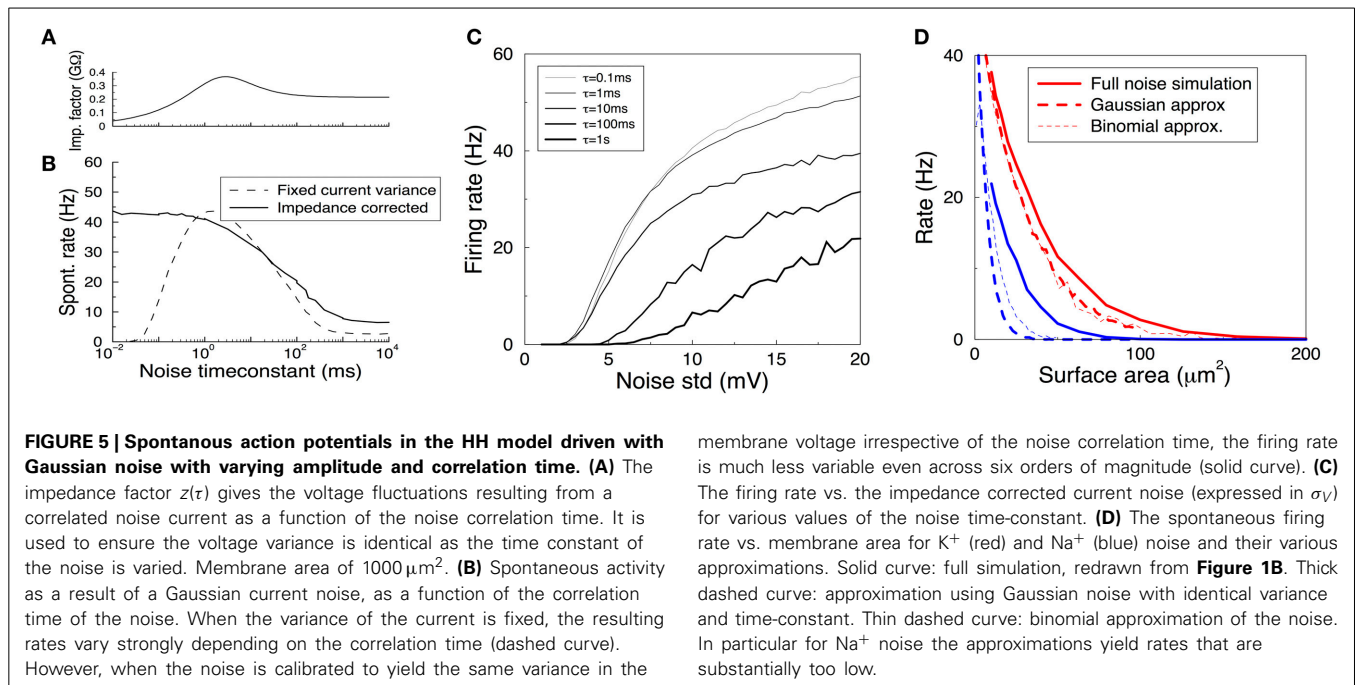 A
Imp. factor (GΩ)
0.4
0.3
0.2
0.1
0
B
Spont. rate (Hz)
60
50
40
30
20
10
0
Fixed current variance
Impedance corrected
10⁻²
10⁰
10²
10⁴
Noise timeconstant (ms)
C
Firing rate (Hz)
60
40
20
0
τ=0.1ms
τ=1ms
τ=10ms
τ=100ms
τ=1s
0
5
10
15
20
Noise std (mV)
D
Rate (Hz)
40
20
0
Full noise simulation
Gaussian approx
Binomial approx.
0
100
200
Surface area (μm²)
FIGURE 5 | Spontanous action potentials in the HH model driven with
Gaussian noise with varying amplitude and correlation time. (A) The
impedance factor z(τ) gives the voltage fluctuations resulting from a
correlated noise current as a function of the noise correlation time. It is
used to ensure the voltage variance is identical as the time constant of
the noise is varied. Membrane area of 1000 μm². (B) Spontaneous activity
as a result of a Gaussian current noise, as a function of the correlation
time of the noise. When the variance of the current is fixed, the resulting
rates vary strongly depending on the correlation time (dashed curve).
However, when the noise is calibrated to yield the same variance in the
membrane voltage irrespective of the noise correlation time, the firing rate
is much less variable even across six orders of magnitude (solid curve). (C)
The firing rate vs. the impedance corrected current noise (expressed in σV)
for various values of the noise time-constant. (D) The spontaneous firing
rate vs. membrane area for K⁺ (red) and Na⁺ (blue) noise and their various
approximations. Solid curve: full simulation, redrawn from Figure 1B. Thick
dashed curve: approximation using Gaussian noise with identical variance
and time-constant. Thin dashed curve: binomial approximation of the noise.
In particular for Na⁺ noise the approximations yield rates that are
substantially too low.